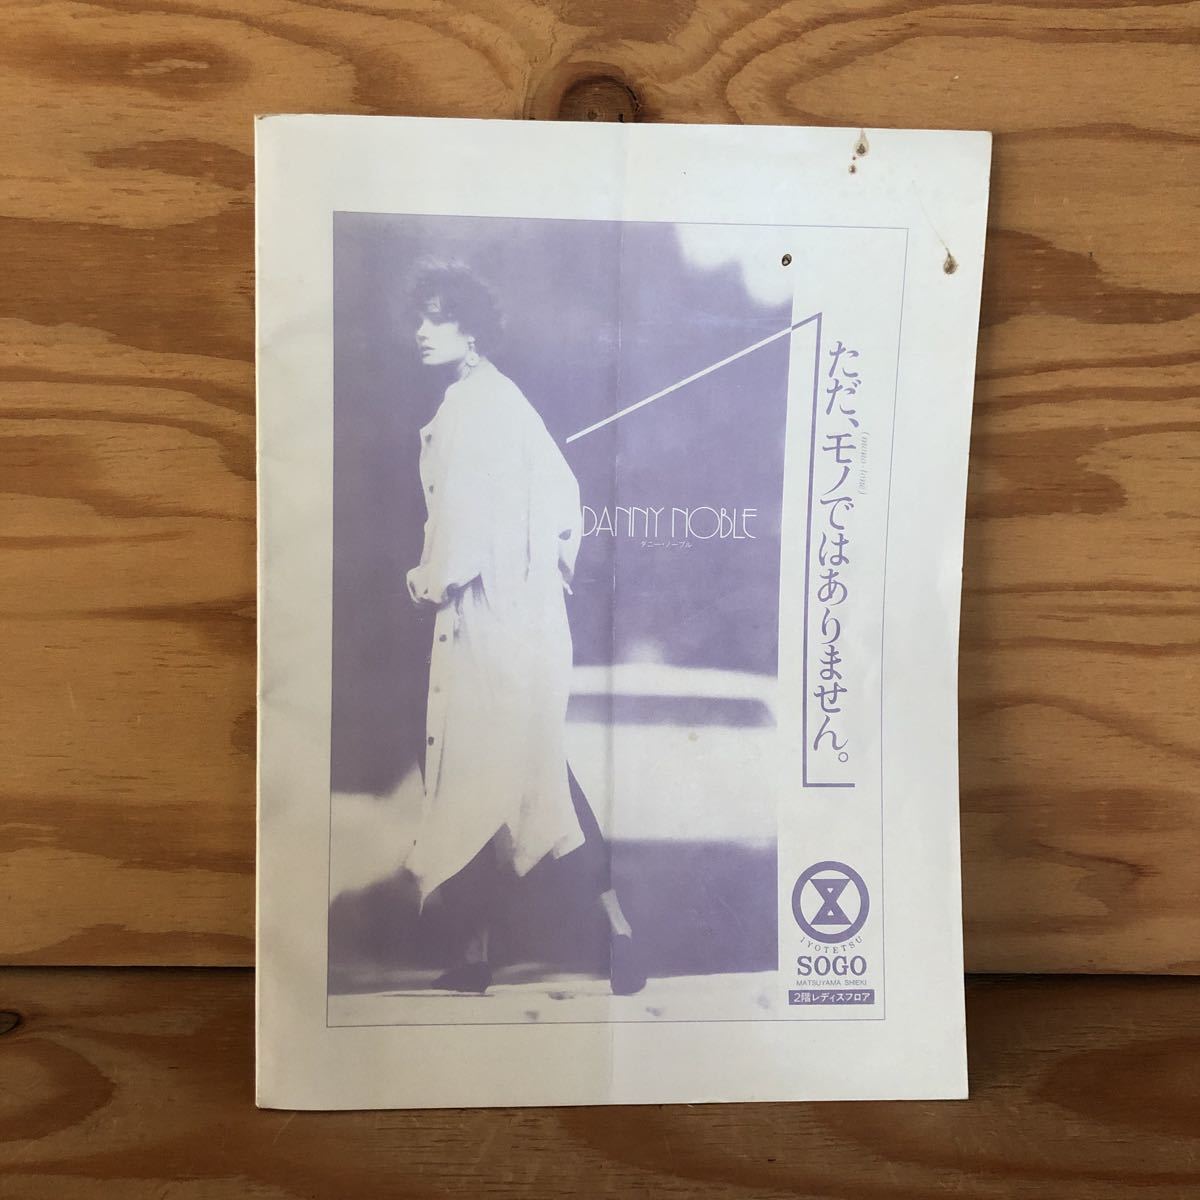 ただ、モノではありません。
(mono-tone)
DANNY NOBLE
ダニー・ノーブル
IYOTETSU
SOGO
MATSUYAMA SHIEKI
2階レディスフロア